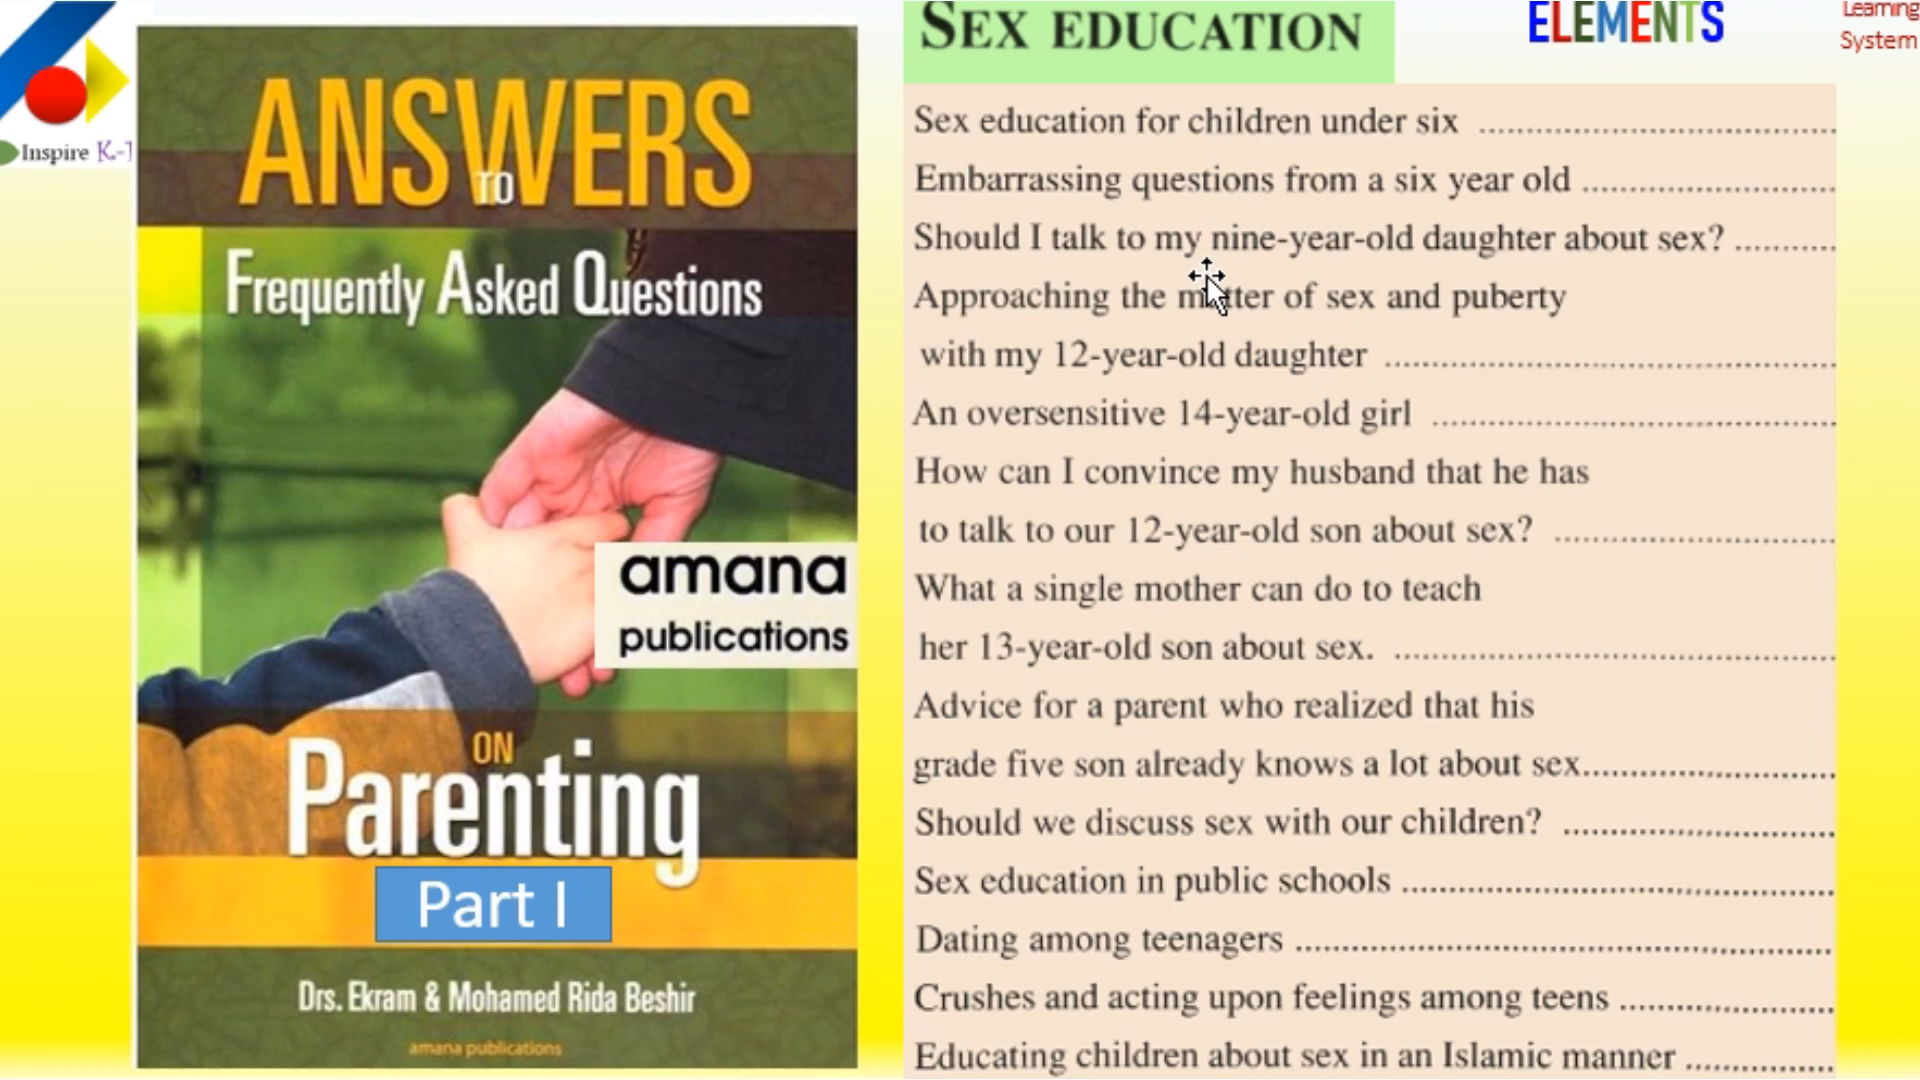 Inspire K-1
ANSWERS
TO
Frequently Asked Questions
amana
publications
ON
Parenting
Part I
Drs. Ekram & Mohamed Rida Beshir
amana publications
SEX EDUCATION
ELEMENTS
Learning
System
Sex education for children under six ................................
Embarrassing questions from a six year old ................................
Should I talk to my nine-year-old daughter about sex? ............
Approaching the matter of sex and puberty
with my 12-year-old daughter ................................
An oversensitive 14-year-old girl ................................
How can I convince my husband that he has
to talk to our 12-year-old son about sex? ................................
What a single mother can do to teach
her 13-year-old son about sex. ................................
Advice for a parent who realized that his
grade five son already knows a lot about sex................................
Should we discuss sex with our children? ................................
Sex education in public schools ................................
Dating among teenagers ................................
Crushes and acting upon feelings among teens ................................
Educating children about sex in an Islamic manner ..................